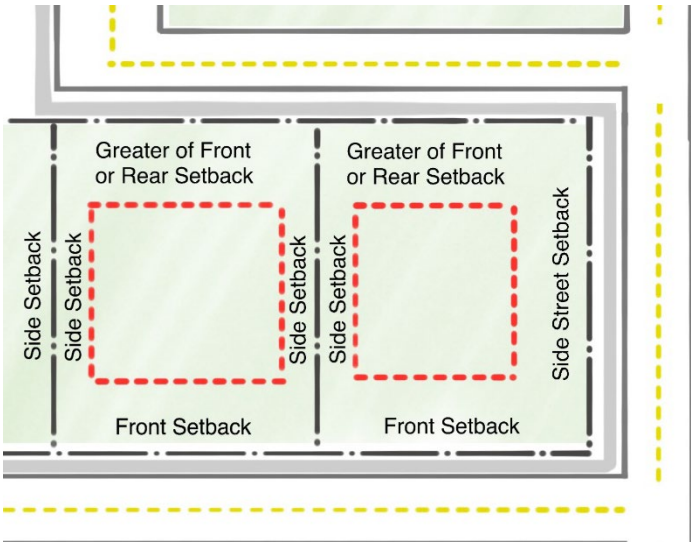 Greater of Front
or Rear Setback
Greater of Front
or Rear Setback
Side Setback
Side Setback
Side Setback
Side Setback
Side Street Setback
Front Setback
Front Setback